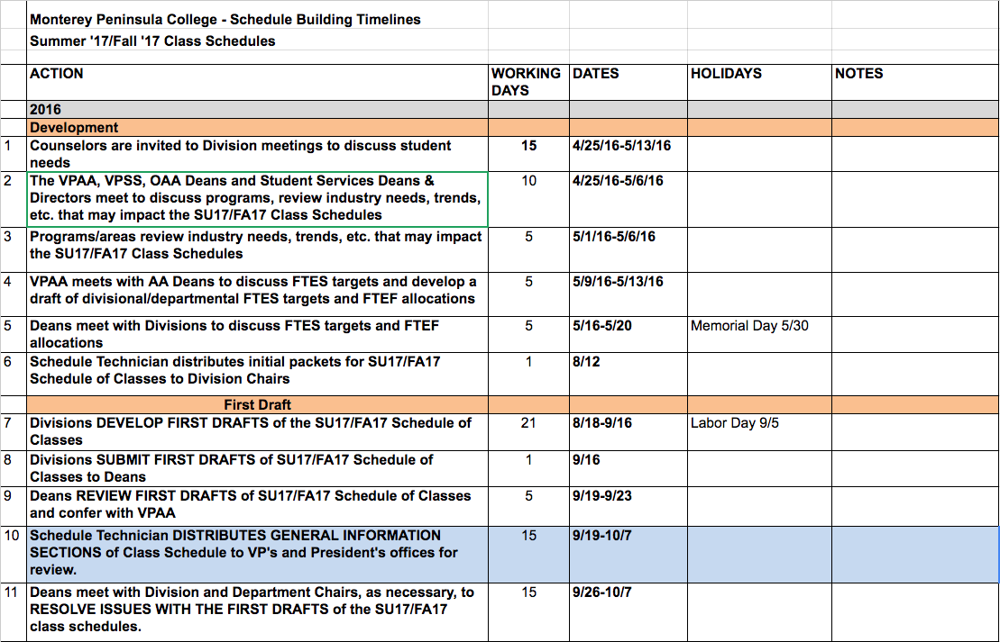 Monterey Peninsula College - Schedule Building Timelines
Summer '17/Fall '17 Class Schedules
ACTION WORKING DAYS DATES HOLIDAYS NOTES
2016
Development
1 Counselors are invited to Division meetings to discuss student 15 4/25/16-5/13/16
needs
2 The VPAA, VPSS, OAA Deans and Student Services Deans & 10 4/25/16-5/6/16
Directors meet to discuss programs, review industry needs, trends,
etc. that may impact the SU17/FA17 Class Schedules
3 Programs/areas review industry needs, trends, etc. that may impact 5 5/1/16-5/6/16
the SU17/FA17 Class Schedules
4 VPAA meets with AA Deans to discuss FTES targets and develop a 5 5/9/16-5/13/16
draft of divisional/departmental FTES targets and FTEF allocations
5 Deans meet with Divisions to discuss FTES targets and FTEF 5 5/16-5/20 Memorial Day 5/30
allocations
6 Schedule Technician distributes initial packets for SU17/FA17 1 8/12
Schedule of Classes to Division Chairs
First Draft
7 Divisions DEVELOP FIRST DRAFTS of the SU17/FA17 Schedule of 21 8/18-9/16 Labor Day 9/5
Classes
8 Divisions SUBMIT FIRST DRAFTS of SU17/FA17 Schedule of 1 9/16
Classes to Deans
9 Deans REVIEW FIRST DRAFTS of SU17/FA17 Schedule of Classes 5 9/19-9/23
and confer with VPAA
10 Schedule Technician DISTRIBUTES GENERAL INFORMATION 15 9/19-10/7
SECTIONS of Class Schedule to VP's and President's offices for
review.
11 Deans meet with Division and Department Chairs, as necessary, to 15 9/26-10/7
RESOLVE ISSUES WITH THE FIRST DRAFTS of the SU17/FA17
class schedules.